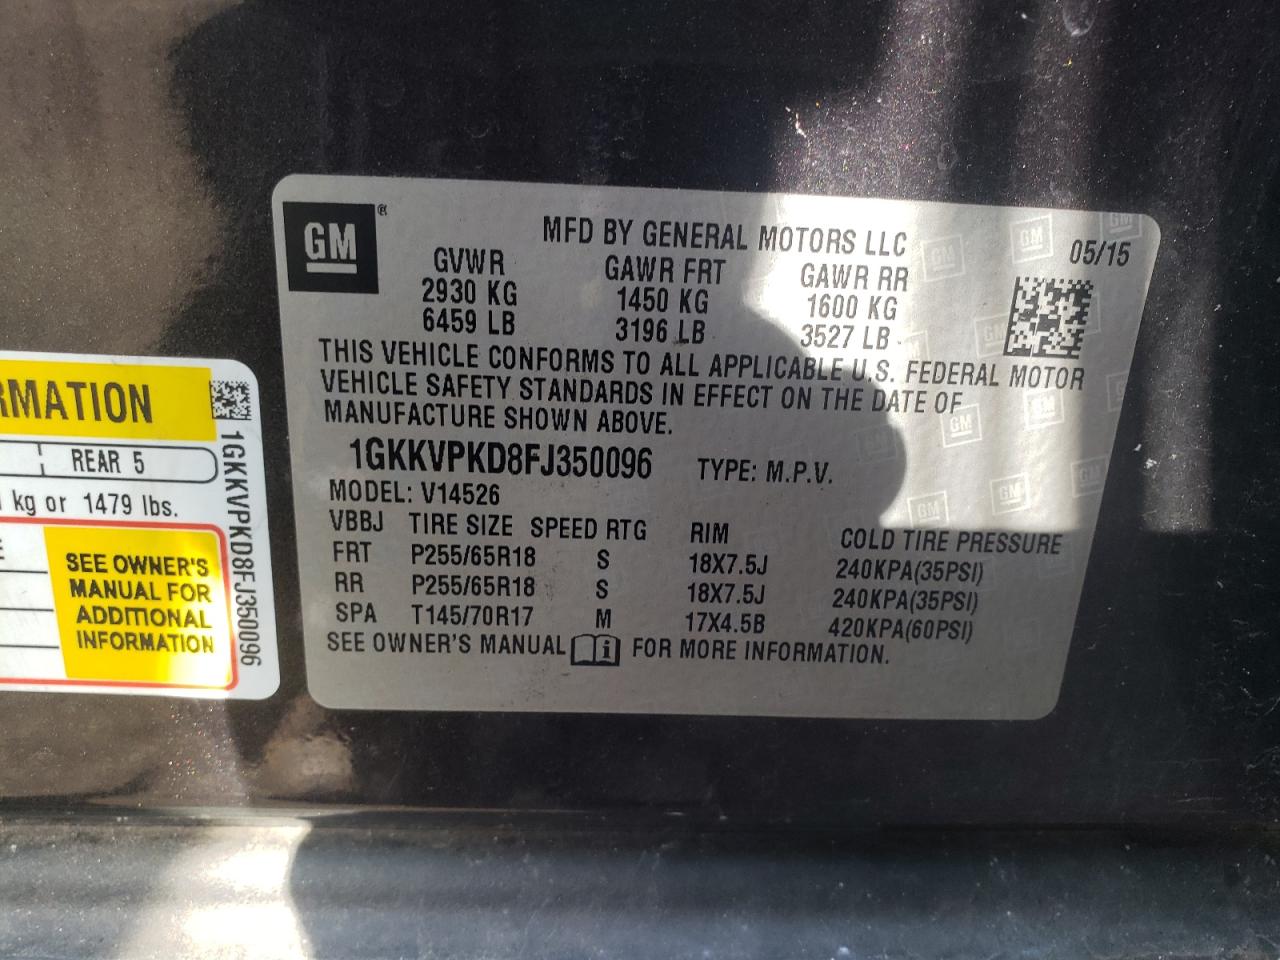 GM ®
MFD BY GENERAL MOTORS LLC 05/15
GVWR GAWR FRT GAWR RR
2930 KG 1450 KG 1600 KG
6459 LB 3196 LB 3527 LB
THIS VEHICLE CONFORMS TO ALL APPLICABLE U.S. FEDERAL MOTOR
VEHICLE SAFETY STANDARDS IN EFFECT ON THE DATE OF
MANUFACTURE SHOWN ABOVE.
1GKKVPKD8FJ350096 TYPE: M.P.V.
MODEL: V14526
VBBJ TIRE SIZE SPEED RTG RIM COLD TIRE PRESSURE
FRT P255/65R18 S 18X7.5J 240KPA(35PSI)
RR P255/65R18 S 18X7.5J 240KPA(35PSI)
SPA T145/70R17 M 17X4.5B 420KPA(60PSI)
SEE OWNER'S MANUAL i FOR MORE INFORMATION.
RMATION
REAR 5
kg or 1479 lbs.
SEE OWNER'S
MANUAL FOR
ADDITIONAL
INFORMATION
1GKKVPKD8FJ350096